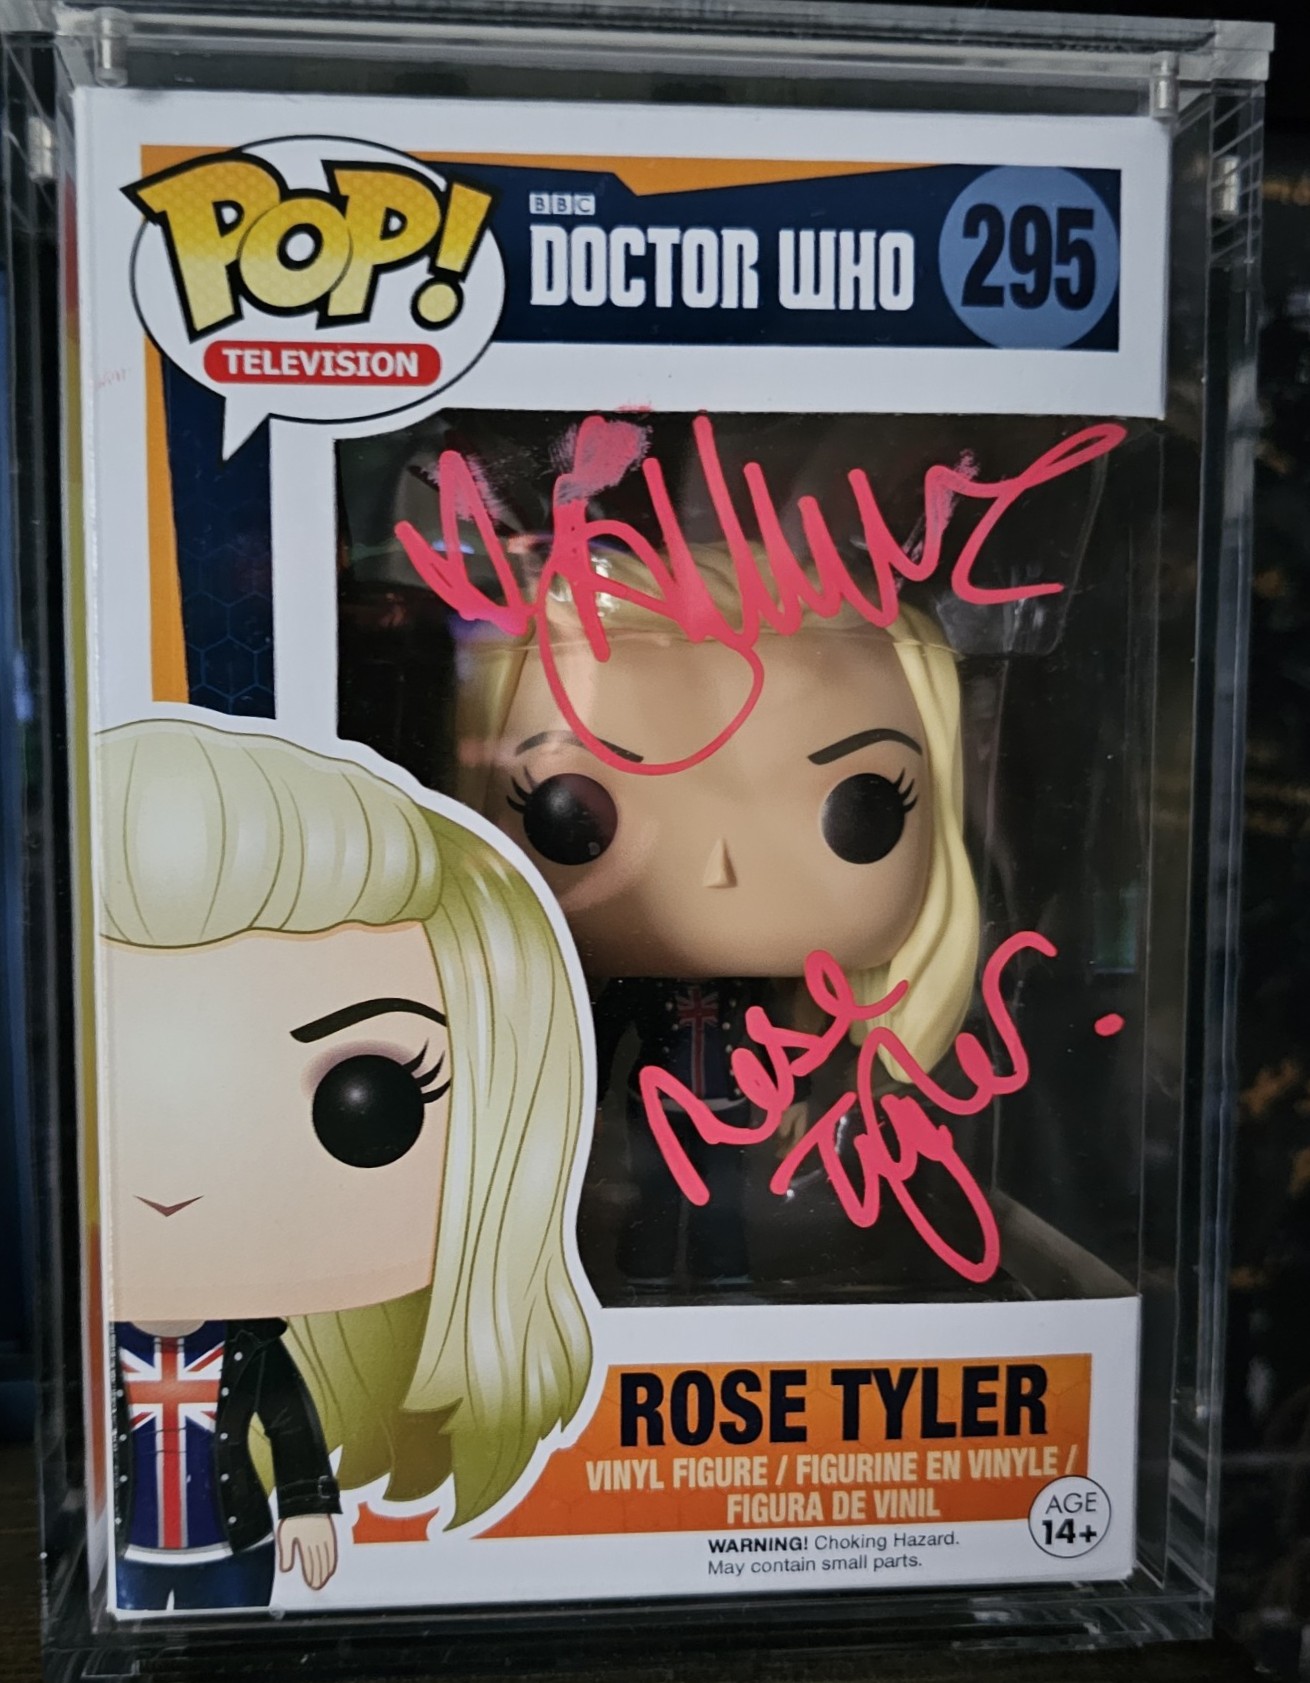 POP!
TELEVISION
BBC
DOCTOR WHO
295
Rose
Tyler.
ROSE TYLER
VINYL FIGURE / FIGURINE EN VINYLE /
FIGURA DE VINIL
AGE
14+
WARNING! Choking Hazard.
May contain small parts.